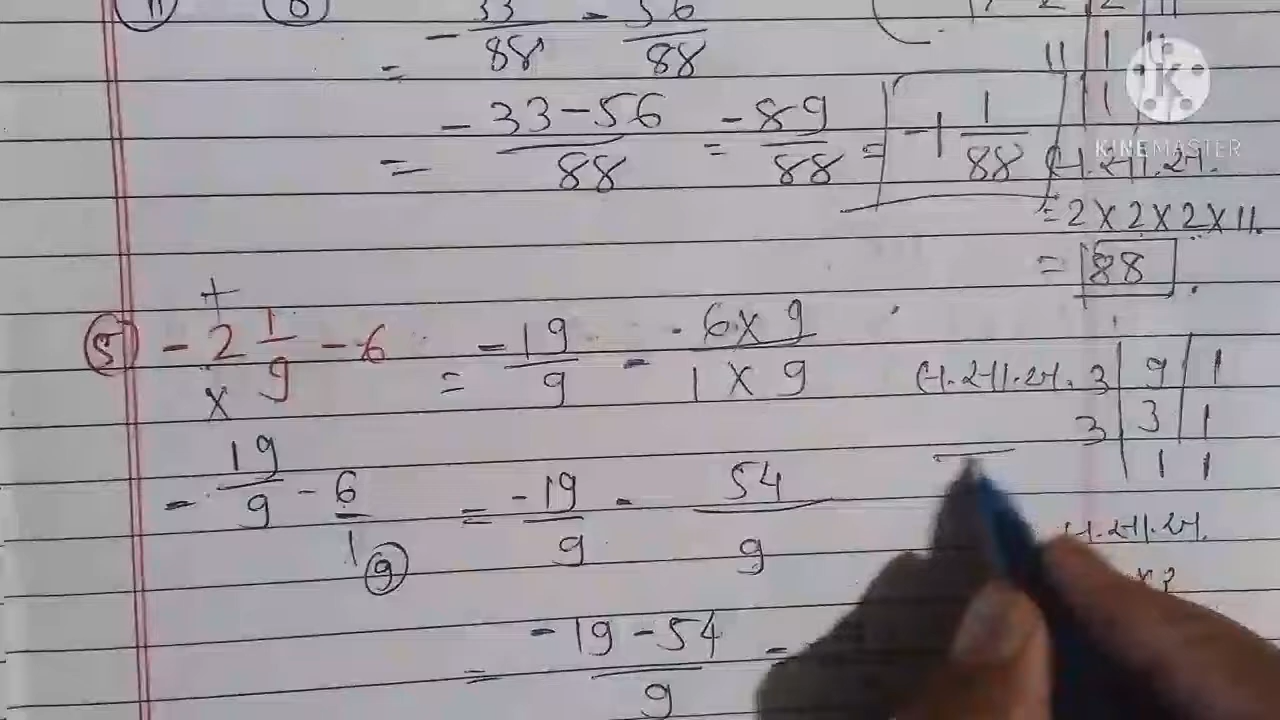 = - 33/88 - 56/88
= - 33-56/88 = -89/88 = -1 1/88
લ.સા.અ.
= 2 X 2 X 2 X 11
= 88
KINEMASTER
(5) - 2 1/9 - 6 = - 19/9 - 6 x 9/1 X 9
+
x
લ.સા.અ. 3 | 9 | 1
3 | 3 | 1
| 1 | 1
- 19/9 - 6/1 = -19/9 - 54/9
(9)
લ.સા.અ.
= -19 - 54/9 =